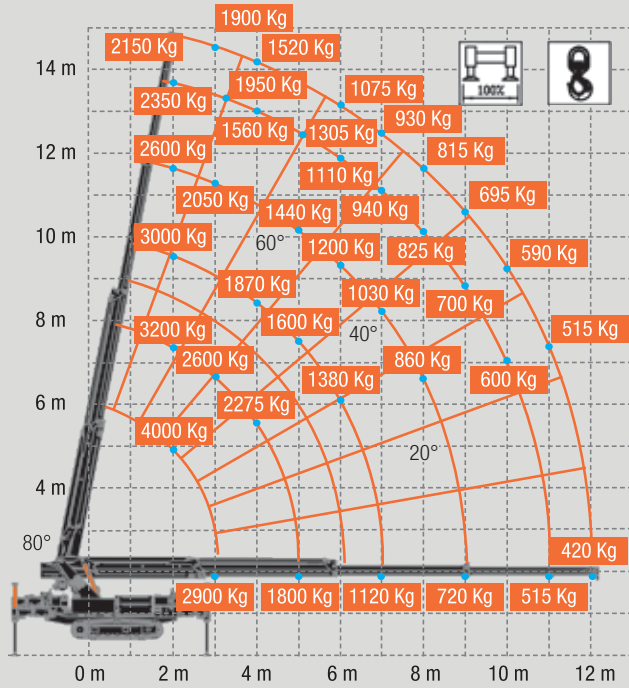 1900 Kg
2150 Kg
1520 Kg
14 m
1950 Kg
1075 Kg
100%
2350 Kg
930 Kg
1560 Kg
1305 Kg
12 m
2600 Kg
815 Kg
1110 Kg
2050 Kg
695 Kg
1440 Kg
940 Kg
10 m
3000 Kg
60°
1200 Kg
825 Kg
590 Kg
1870 Kg
1030 Kg
700 Kg
8 m
3200 Kg
1600 Kg
40°
515 Kg
2600 Kg
860 Kg
1380 Kg
600 Kg
6 m
2275 Kg
4000 Kg
20°
4 m
80°
420 Kg
2900 Kg
1800 Kg
1120 Kg
720 Kg
515 Kg
0 m
2 m
4 m
6 m
8 m
10 m
12 m